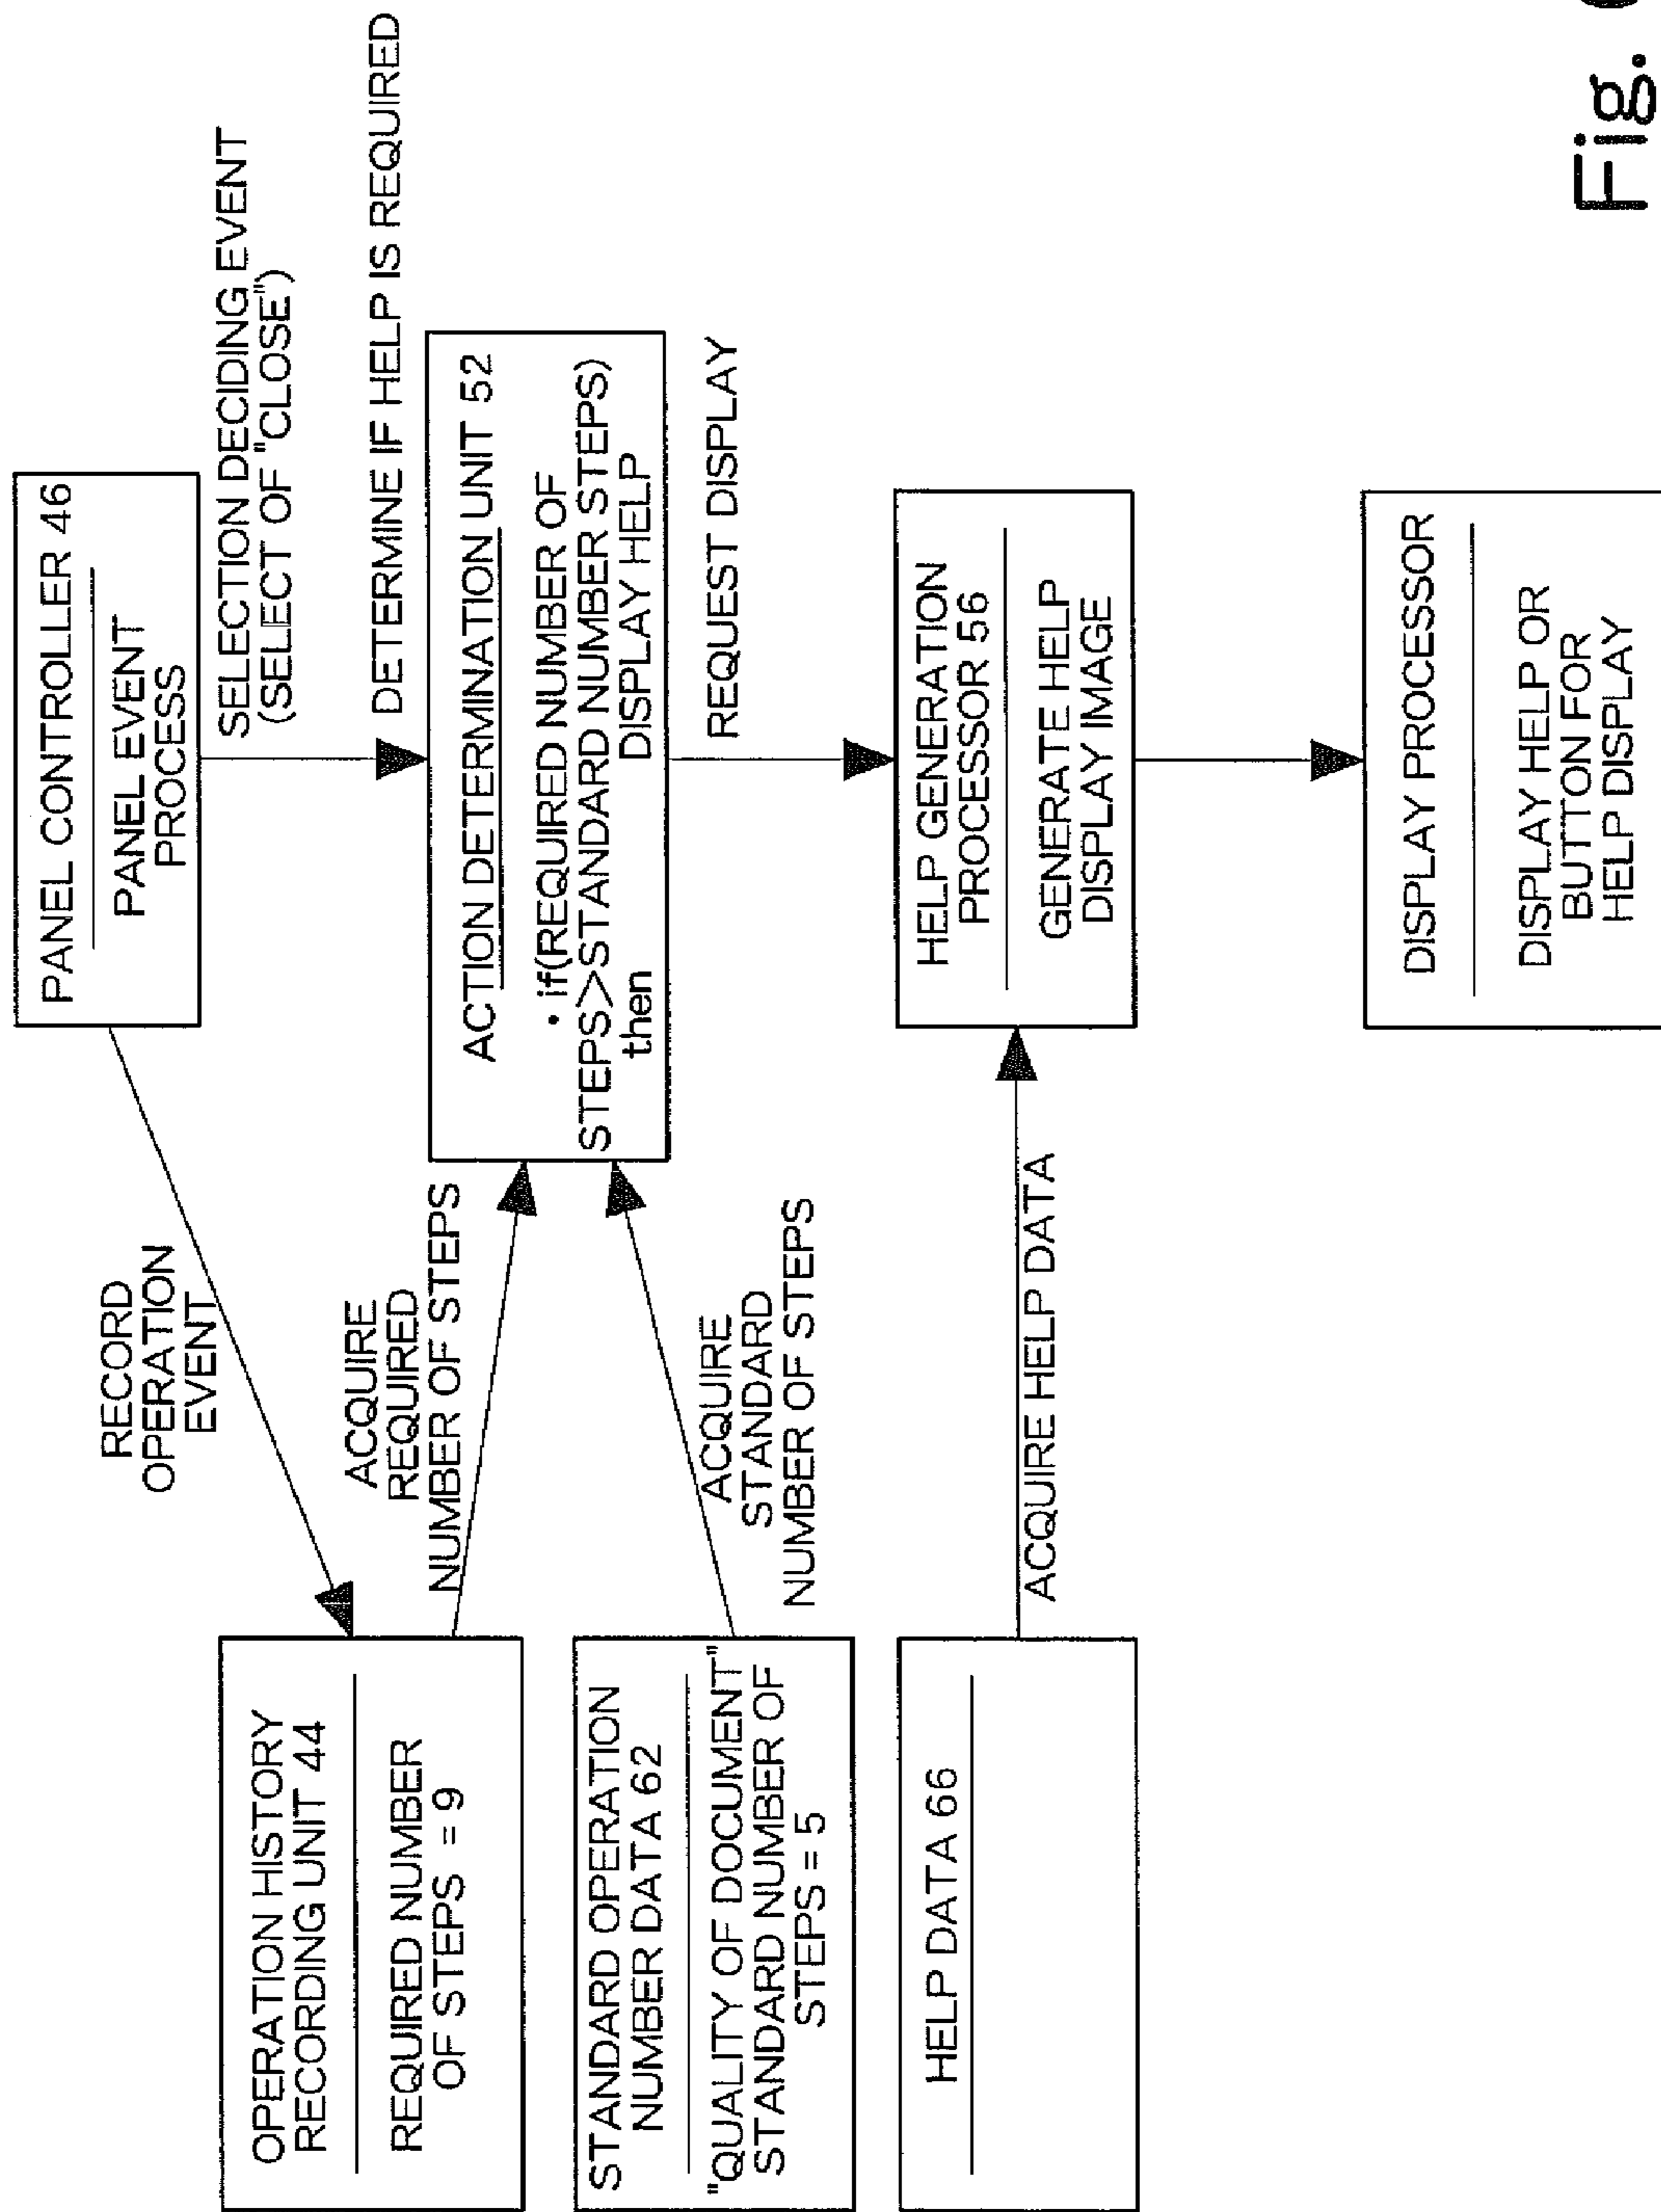 PANEL CONTROLLER 46
PANEL EVENT
PROCESS
RECORD
OPERATION
EVENT
SELECTION DECIDING EVENT
(SELECT OF "CLOSE")
DETERMINE IF HELP IS REQUIRED
OPERATION HISTORY
RECORDING UNIT 44
REQUIRED NUMBER
OF STEPS = 9
ACQUIRE
REQUIRED
NUMBER OF STEPS
ACTION DETERMINATION UNIT 52
• if(REQUIRED NUMBER OF
STEPS>STANDARD NUMBER STEPS)
then DISPLAY HELP
STANDARD OPERATION
NUMBER DATA 62
"QUALITY OF DOCUMENT"
STANDARD NUMBER OF
STEPS = 5
ACQUIRE
STANDARD
NUMBER OF STEPS
REQUEST DISPLAY
HELP DATA 66
ACQUIRE HELP DATA
HELP GENERATION
PROCESSOR 56
GENERATE HELP
DISPLAY IMAGE
DISPLAY PROCESSOR
DISPLAY HELP OR
BUTTON FOR
HELP DISPLAY
Fig.